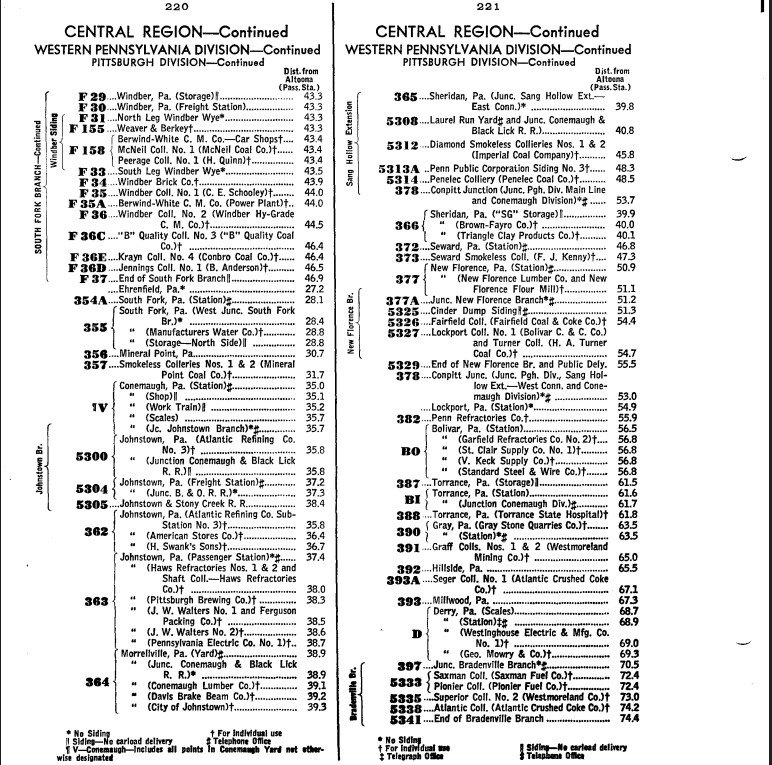 220
CENTRAL REGION—Continued
WESTERN PENNSYLVANIA DIVISION—Continued
PITTSBURGH DIVISION—Continued
Dist. from
Altoona
(Pass. Sta.)
SOUTH FORK BRANCH—Continued
Windber Siding
F 29....Windber, Pa. (Storage)‖.................... 43.3
F 30....Windber, Pa. (Freight Station)............. 43.3
F 31....North Leg Windber Wye*..................... 43.3
F 155....Weaver & Berkey†.......................... 43.3
F 158 Berwind-White C. M. Co.—Car Shops†.... 43.4
McNeil Coll. No. 1 (McNeil Coal Co.)†...... 43.4
Peerage Coll. No. 1 (H. Quinn)†............ 43.4
F 33....South Leg Windber Wye*..................... 43.5
F 34....Windber Brick Co.†......................... 43.9
F 35....Windber Coll. No. 1 (C. E. Schooley)†...... 44.0
F 35A....Berwind-White C. M. Co. (Power Plant)†.. 44.0
F 36....Windber Coll. No. 2 (Windber Hy-Grade
C. M. Co.)†................................ 44.5
F 36C...."B" Quality Coll. No. 3 ("B" Quality Coal
Co.)†...................................... 46.4
F 36E....Krayn Coll. No. 4 (Conbro Coal Co.)†...... 46.4
F 36D....Jennings Coll. No. 1 (B. Anderson)†....... 46.5
F 37....End of South Fork Branch‖.................. 46.9
....Ehrenfeld, Pa.*................................ 27.2
354A....South Fork, Pa. (Station)⨎................. 28.1
355 South Fork, Pa. (West Junc. South Fork
Br.)*...................................... 28.4
" (Manufacturers Water Co.)†............... 28.8
" (Storage—North Side)‖.................... 28.8
356....Mineral Point, Pa........................... 30.7
357....Smokeless Colleries Nos. 1 & 2 (Mineral
Point Coal Co.)†........................... 31.7
¶V Conemaugh, Pa. (Station)⨎................ 35.0
" (Shop)‖.................................. 35.1
" (Work Train)‖............................ 35.2
" (Scales)................................. 35.7
" (Jc. Johnstown Branch)*⨎................. 35.7
Johnstown Br.
5300 Johnstown, Pa. (Atlantic Refining Co.
No. 3)†.................................... 35.8
" (Junction Conemaugh & Black Lick
R. R.)‖.................................... 35.8
5304 Johnstown, Pa. (Freight Station)⨎....... 37.2
" (Junc. B. & O. R. R.)*................... 37.3
5305....Johnstown & Stony Creek R. R............... 38.4
362 Johnstown, Pa. (Atlantic Refining Co. Sub-
Station No. 3)†............................ 35.8
" (American Stores Co.)†................... 36.4
" (H. Swank's Sons)†....................... 36.7
363 Johnstown, Pa. (Passenger Station)*⨎..... 37.4
" (Haws Refractories Nos. 1 & 2 and
Shaft Coll.—Haws Refractories
Co.)†...................................... 38.0
" (Pittsburgh Brewing Co.)†................ 38.3
" (J. W. Walters No. 1 and Ferguson
Packing Co.)†.............................. 38.5
" (J. W. Walters No. 2)†................... 38.6
" (Pennsylvania Electric Co. No. 1)†.. 38.7
364 Morrellville, Pa. (Yard)⨎................ 38.9
" (Junc. Conemaugh & Black Lick
R. R.)*.................................... 38.9
" (Conemaugh Lumber Co.)†.................. 39.1
" (Davis Brake Beam Co.)†.................. 39.2
" (City of Johnstown)†..................... 39.3
* No Siding † For Individual use
‖ Siding—No carload delivery ⨎ Telephone Office
¶ V—Conemaugh—Includes all points in Conemaugh Yard not other-
wise designated
221
CENTRAL REGION—Continued
WESTERN PENNSYLVANIA DIVISION—Continued
PITTSBURGH DIVISION—Continued
Dist. from
Altoona
(Pass. Sta.)
Sang Hollow Extension
365....Sheridan, Pa. (Junc. Sang Hollow Ext.—
East Conn.)*............................... 39.8
5308....Laurel Run Yard⨎ and Junc. Conemaugh &
Black Lick R. R.).......................... 40.8
5312....Diamond Smokeless Collieries Nos. 1 & 2
(Imperial Coal Company)†................... 45.8
5313A..Penn Public Corporation Siding No. 3†.... 48.3
5314....Penelec Colliery (Penelec Coal Co.)†....... 48.5
378....Conpitt Junction (Junc. Pgh. Div. Main Line
and Conemaugh Division)*⨎.................. 53.7
366 Sheridan, Pa. ("SG" Storage)‖............ 39.9
" (Brown-Fayro Co.)†....................... 40.0
" (Triangle Clay Products Co.)†............ 40.1
372....Seward, Pa. (Station)⨎...................... 46.8
373....Seward Smokeless Coll. (F. J. Kenny)†....... 47.3
377 New Florence, Pa. (Station)⨎............. 50.9
" (New Florence Lumber Co. and New
Florence Flour Mill)†...................... 51.1
New Florence Br.
377A....Junc. New Florence Branch*⨎................ 51.2
5325....Cinder Dump Siding‖⨎....................... 51.3
5326....Fairfield Coll. (Fairfield Coal & Coke Co.)† 54.4
5327....Lockport Coll. No. 1 (Bolivar C. & C. Co.)
and Turner Coll. (H. A. Turner
Coal Co.)†................................. 54.7
5329....End of New Florence Br. and Public Dely. 55.5
378....Conpitt Junc. (Junc. Pgh. Div., Sang Hol-
low Ext.—West Conn. and Cone-
maugh Division)*⨎.......................... 53.0
....Lockport, Pa. (Station)*....................... 54.9
382....Penn Refractories Co.†...................... 55.9
BO Bolivar, Pa. (Station).................... 56.5
" (Garfield Refractories Co. No. 2)†.... 56.8
" (St. Clair Supply Co. No. 1)†............ 56.8
" (V. Keck Supply Co.)†.................... 56.8
" (Standard Steel & Wire Co.)†............. 56.8
387....Torrance, Pa. (Storage)‖.................... 61.5
BI Torrance, Pa. (Station)................... 61.6
" (Junction Conemaugh Div.)⨎............... 61.7
388....Torrance, Pa. (Torrance State Hospital)† 61.8
390 Gray, Pa. (Gray Stone Quarries Co.)†..... 63.5
" (Station)*⨎.............................. 63.5
391....Graff Colls. Nos. 1 & 2 (Westmoreland
Mining Co.)†............................... 65.0
392....Hillside, Pa................................ 65.5
393A....Seger Coll. No. 1 (Atlantic Crushed Coke
Co.)†...................................... 67.1
393....Millwood, Pa................................ 67.3
D Derry, Pa. (Scales)........................ 68.7
" (Station)‡⨎.............................. 68.9
" (Westinghouse Electric & Mfg. Co.
No. 1)†.................................... 69.0
" (Geo. Mowry & Co.)†...................... 69.3
Bradenville Br.
397....Junc. Bradenville Branch*⨎.................. 70.5
5333 Saxman Coll. (Saxman Fuel Co.)†......... 72.4
Pionier Coll. (Pionier Fuel Co.)†.......... 72.4
5335....Superior Coll. No. 2 (Westmoreland Co.)† 73.0
5338....Atlantic Coll. (Atlantic Crushed Coke Co.)† 74.2
5341....End of Bradenville Branch.................. 74.4
* No Siding
† For Individual use ‖ Siding—No carload delivery
‡ Telegraph Office ⨎ Telephone Office